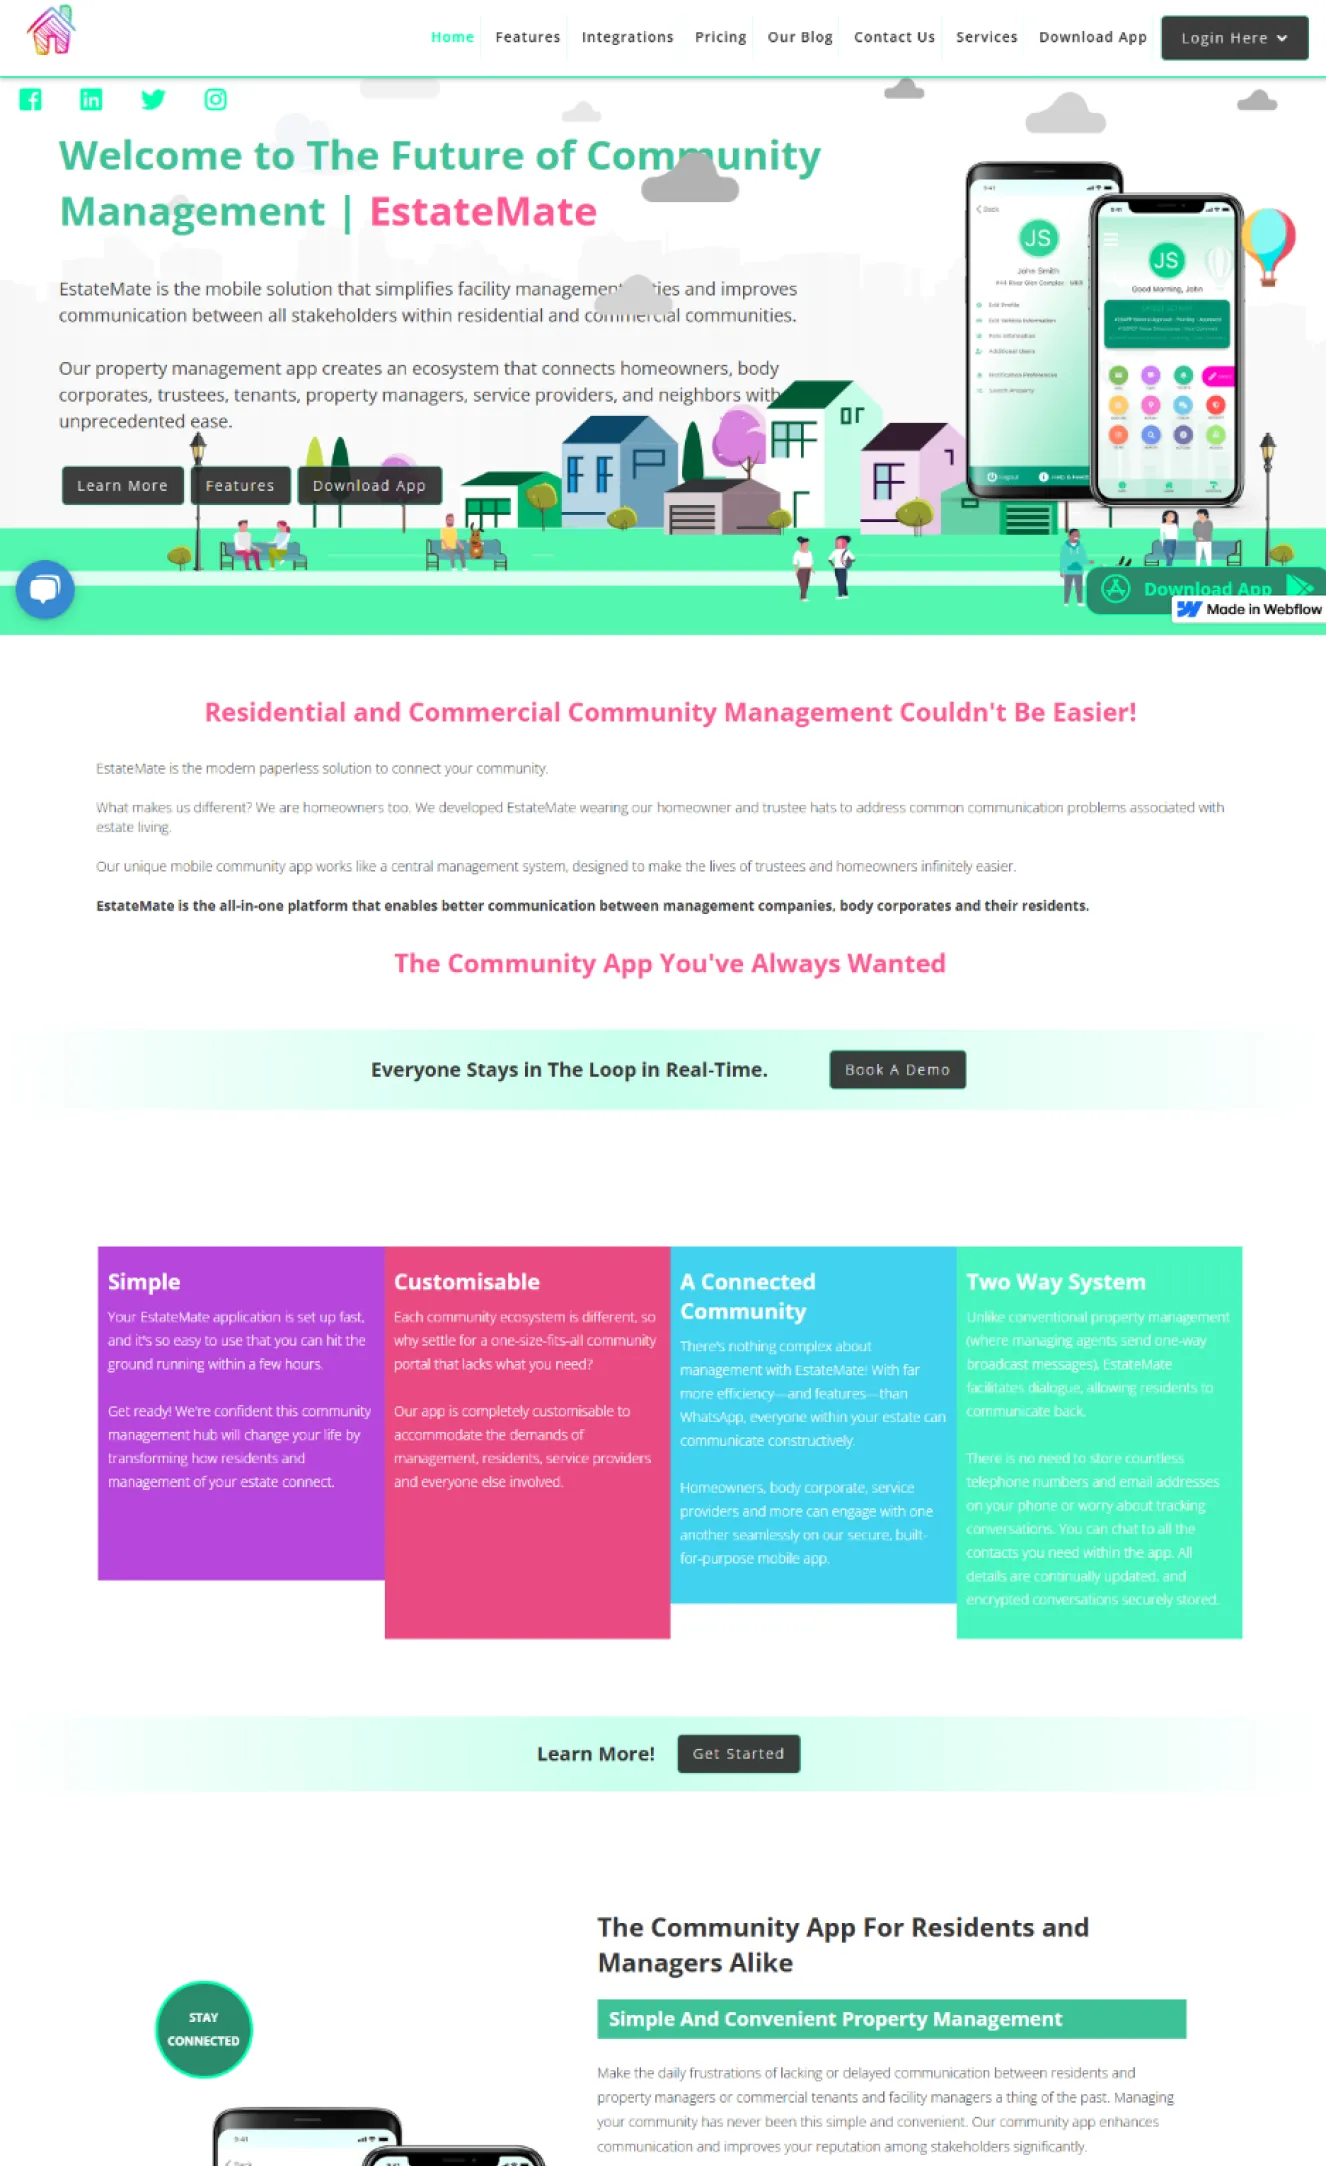 Home
Features
Integrations
Pricing
Our Blog
Contact Us
Services
Download App
Login Here
Welcome to The Future of Community
Management | EstateMate
EstateMate is the mobile solution that simplifies facility management and improves
communication between all stakeholders within residential and commercial communities.
Our property management app creates an ecosystem that connects homeowners, body
corporates, trustees, tenants, property managers, service providers, and neighbors with
unprecedented ease.
Learn More
Features
Download App
9:41
Back
JS
John Smith
Edit Profile
Edit Vehicle Information
Additional Users
Notification Preferences
Logout
JS
Good Morning, John
Download App
Made in Webflow
Residential and Commercial Community Management Couldn't Be Easier!
EstateMate is the modern paperless solution to connect your community.
What makes us different? We are homeowners too. We developed EstateMate wearing our homeowner and trustee hats to address common communication problems associated with
estate living.
Our unique mobile community app works like a central management system, designed to make the lives of trustees and homeowners infinitely easier.
EstateMate is the all-in-one platform that enables better communication between management companies, body corporates and their residents.
The Community App You've Always Wanted
Everyone Stays in The Loop in Real-Time.
Book A Demo
Simple
Your EstateMate application is set up fast,
and it's so easy to use that you can hit the
ground running within a few hours.
Get ready! We're confident this community
management hub will change your life by
transforming how residents and
management of your estate connect.
Customisable
Each community ecosystem is different, so
why settle for a one-size-fits-all community
portal that lacks what you need?
Our app is completely customisable to
accommodate the demands of
management, residents, service providers
and everyone else involved.
A Connected
Community
There's nothing complex about
management with EstateMate! With far
more efficiency—and features—than
WhatsApp, everyone within your estate can
communicate constructively.
Homeowners, body corporate, service
providers and more can engage with one
another seamlessly on our secure, built-
for-purpose mobile app.
Two Way System
Unlike conventional property management
(where managing agents send one-way
broadcast messages), EstateMate
facilitates dialogue, allowing residents to
communicate back.
There is no need to store countless
telephone numbers and email addresses
on your phone or worry about tracking
conversations. You can chat to all the
contacts you need within the app. All
details are continually updated, and
encrypted conversations securely stored.
Learn More!
Get Started
The Community App For Residents and
Managers Alike
STAY
CONNECTED
Simple And Convenient Property Management
Make the daily frustrations of lacking or delayed communication between residents and
property managers or commercial tenants and facility managers a thing of the past. Managing
your community has never been this simple and convenient. Our community app enhances
communication and improves your reputation among stakeholders significantly.
9:41
Back